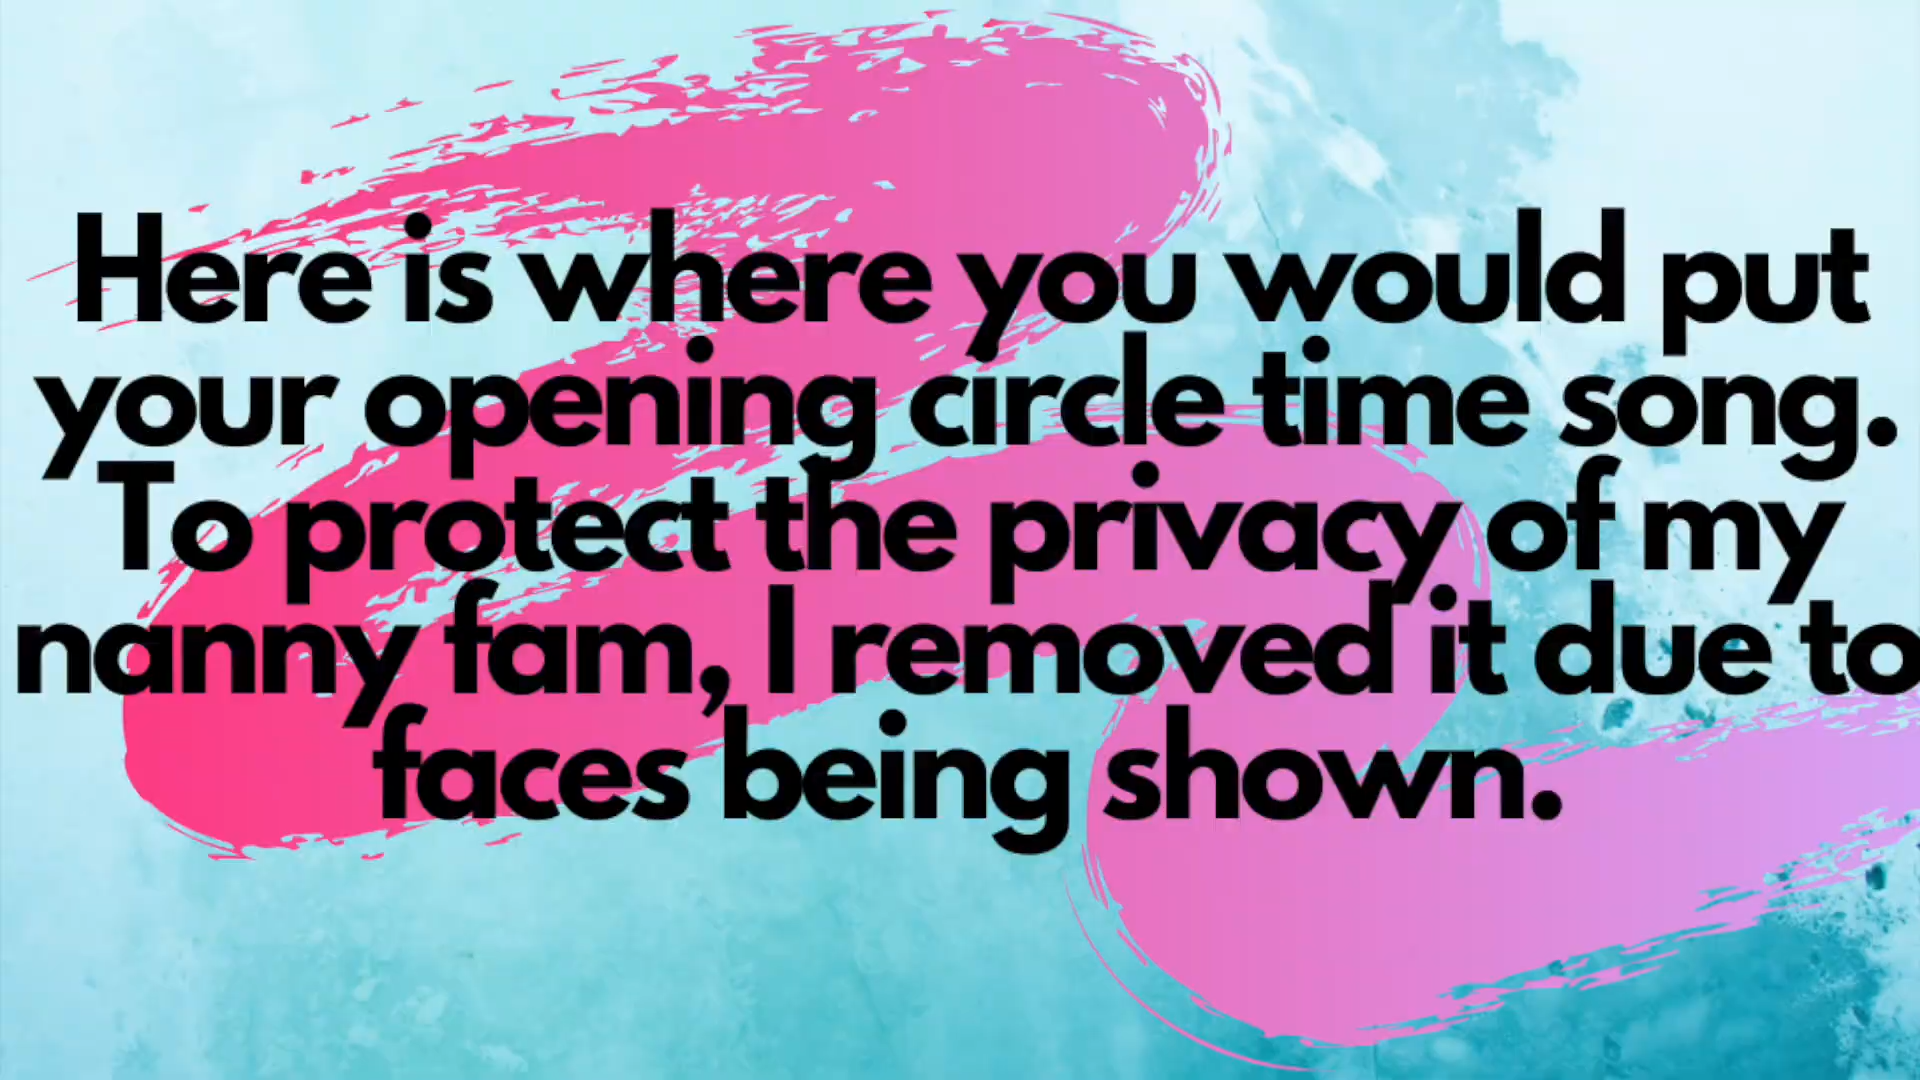 Here is where you would put
your opening circle time song.
To protect the privacy of my
nanny fam, I removed it due to
faces being shown.